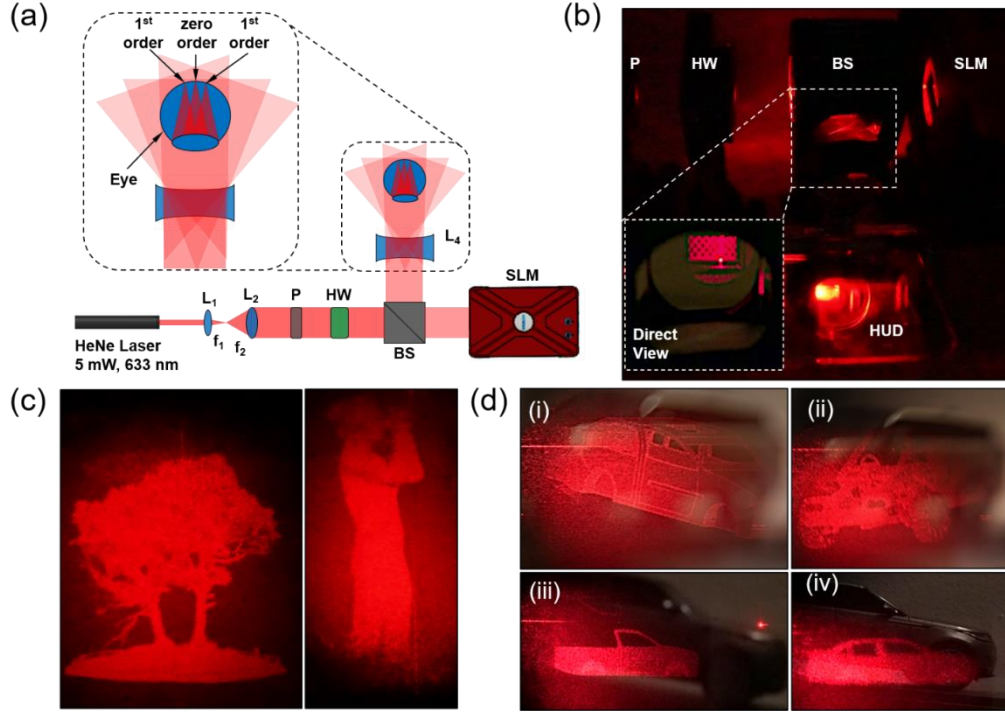 (a)
1st order
zero order
1st order
Eye
L4
SLM
L1
L2
P
HW
f1
f2
BS
HeNe Laser
5 mW, 633 nm
(b)
P
HW
BS
SLM
Direct
View
HUD
(c)
(d)
(i)
(ii)
(iii)
(iv)